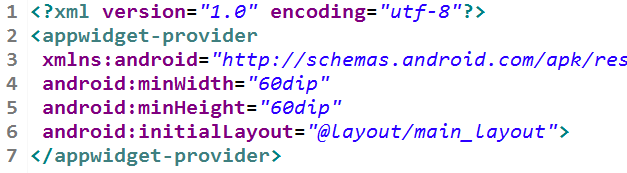 1 <?xml version="1.0" encoding="utf-8"?>
2 <appwidget-provider
3 xmlns:android="http://schemas.android.com/apk/res
4 android:minWidth="60dip"
5 android:minHeight="60dip"
6 android:initialLayout="@layout/main_layout">
7 </appwidget-provider>